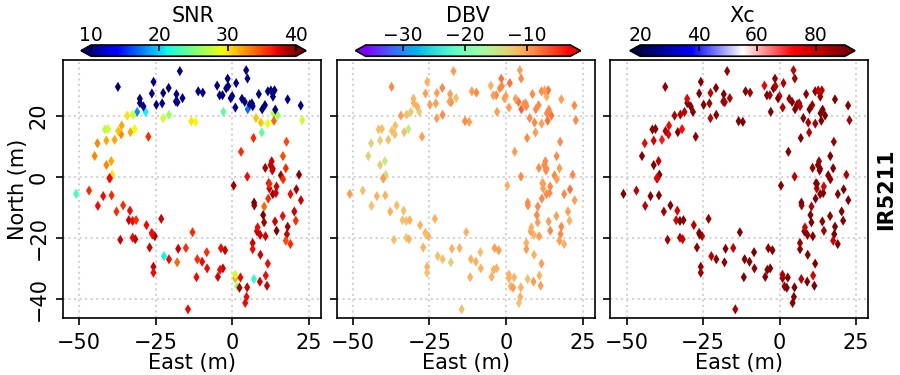 SNR DBV Xc
10 20 30 40 −30 −20 −10 20 40 60 80
North (m)
20
0
−20
−40
IR5211
−50 −25 0 25 −50 −25 0 25 −50 −25 0 25
East (m) East (m) East (m)